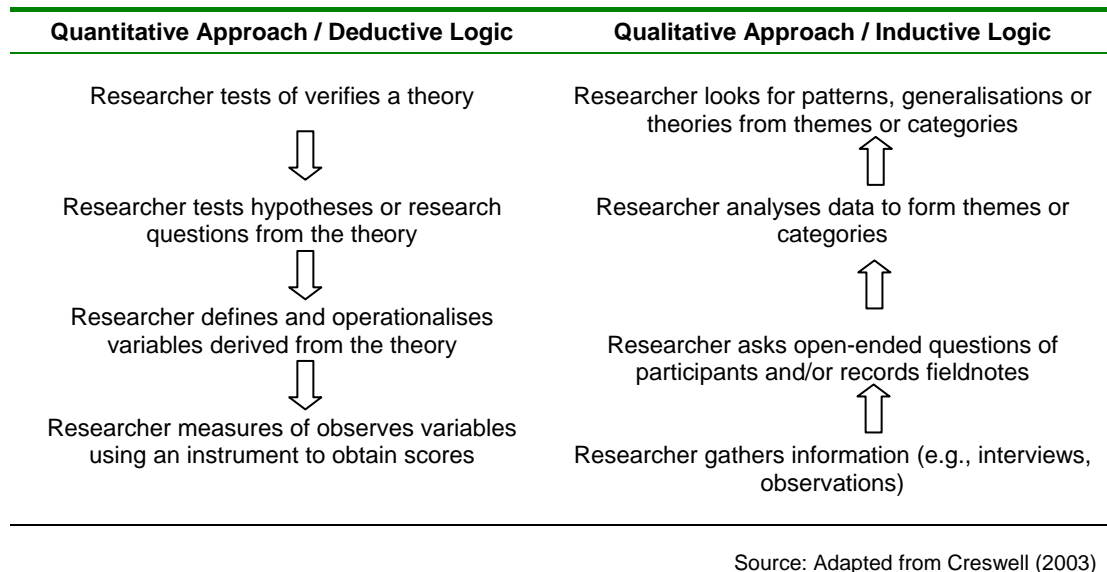 Quantitative Approach / Deductive Logic
Researcher tests of verifies a theory
Researcher tests hypotheses or research
questions from the theory
Researcher defines and operationalises
variables derived from the theory
Researcher measures of observes variables
using an instrument to obtain scores
Qualitative Approach / Inductive Logic
Researcher looks for patterns, generalisations or
theories from themes or categories
Researcher analyses data to form themes or
categories
Researcher asks open-ended questions of
participants and/or records fieldnotes
Researcher gathers information (e.g., interviews,
observations)
Source: Adapted from Creswell (2003)